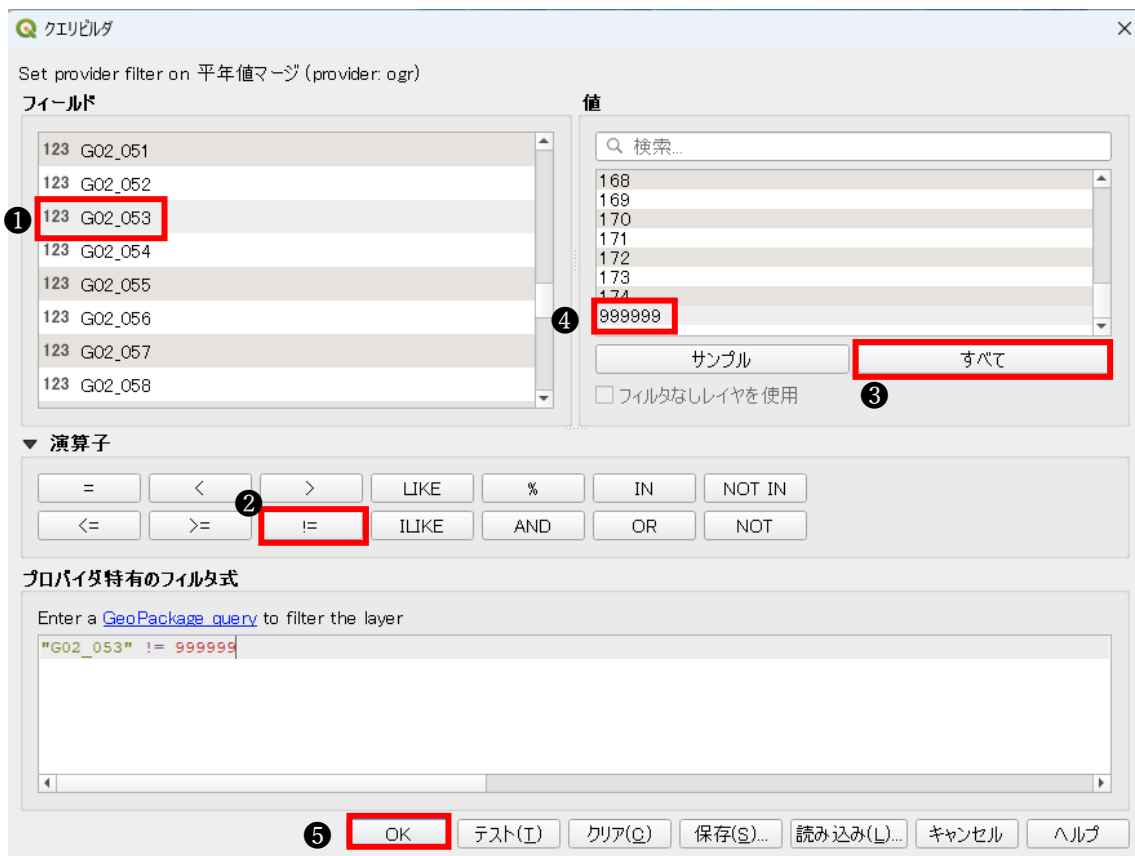 クエリビルダ
Set provider filter on 平年値マージ (provider: ogr)
フィールド
123 G02_051
123 G02_052
❶ 123 G02_053
123 G02_054
123 G02_055
123 G02_056
123 G02_057
123 G02_058
値
検索...
168
169
170
171
172
173
174
❹ 999999
サンプル すべて
フィルタなしレイヤを使用 ❸
▼ 演算子
= < > LIKE % IN NOT IN
❷
<= >= != ILIKE AND OR NOT
プロバイダ特有のフィルタ式
Enter a GeoPackage query to filter the layer
"G02_053" != 999999
❺ OK テスト(T) クリア(C) 保存(S)... 読み込み(L)... キャンセル ヘルプ